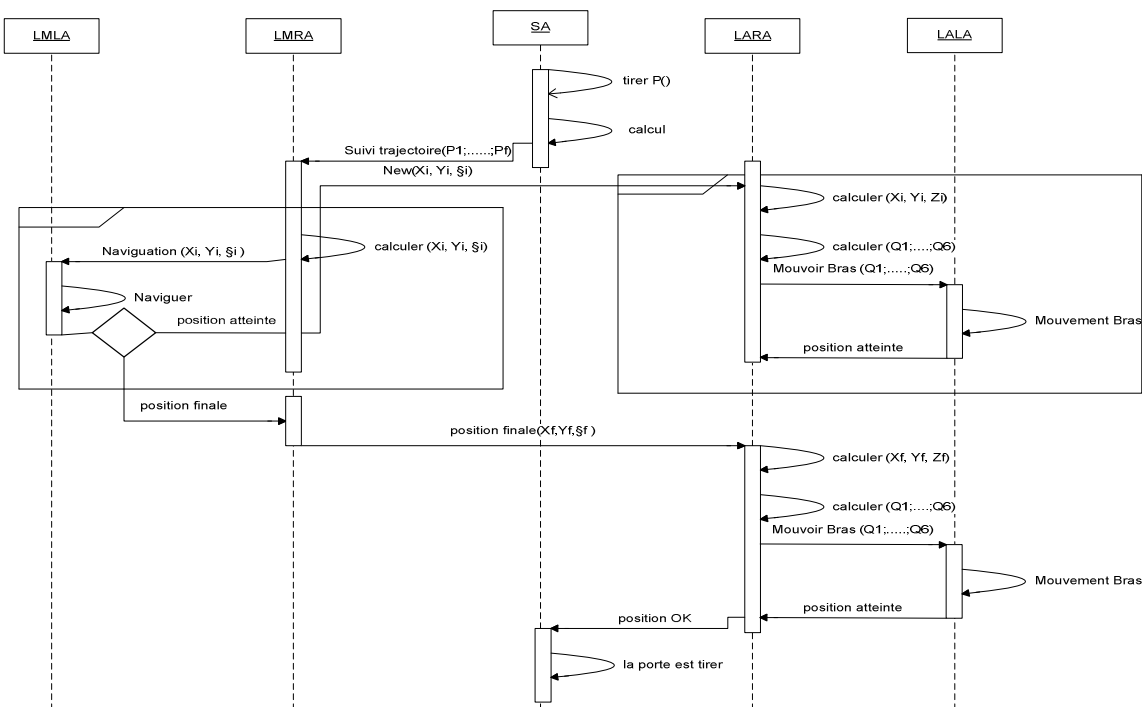 LMLA
LMRA
SA
LARA
LALA
tirer P()
calcul
Suivi trajectoire(P1;......;Pf)
New(Xi, Yi, §i)
calculer (Xi, Yi, Zi)
calculer (Xi, Yi, §i)
calculer (Q1;....;Q6)
Naviguation (Xi, Yi, §i )
Mouvoir Bras (Q1;.....;Q6)
Naviguer
position atteinte
Mouvement Bras
position atteinte
position finale
position finale(Xf,Yf,§f )
calculer (Xf, Yf, Zf)
calculer (Q1;....;Q6)
Mouvoir Bras (Q1;.....;Q6)
Mouvement Bras
position atteinte
position OK
la porte est tirer